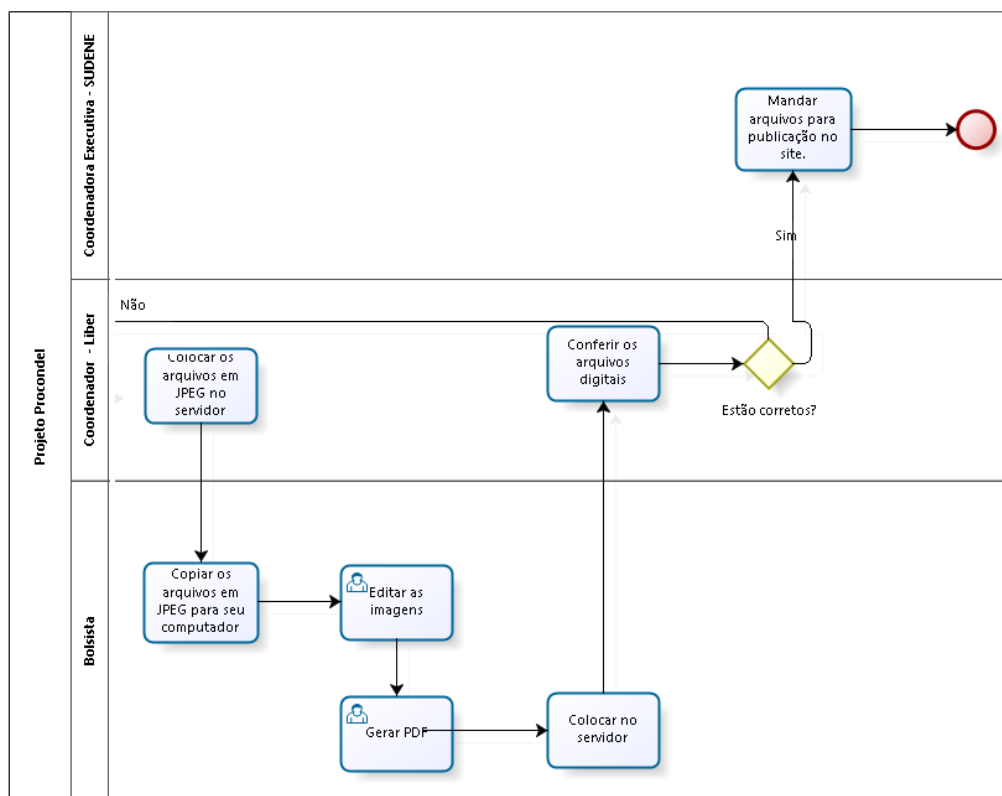 Projeto Procondel
Coordenadora Executiva - SUDENE
Mandar
arquivos para
publicação no
site.
Sim
Coordenador - Liber
Não
Colocar os
arquivos em
JPEG no
servidor
Conferir os
arquivos
digitais
Estão corretos?
Bolsista
Copiar os
arquivos em
JPEG para seu
computador
Editar as
imagens
Gerar PDF
Colocar no
servidor